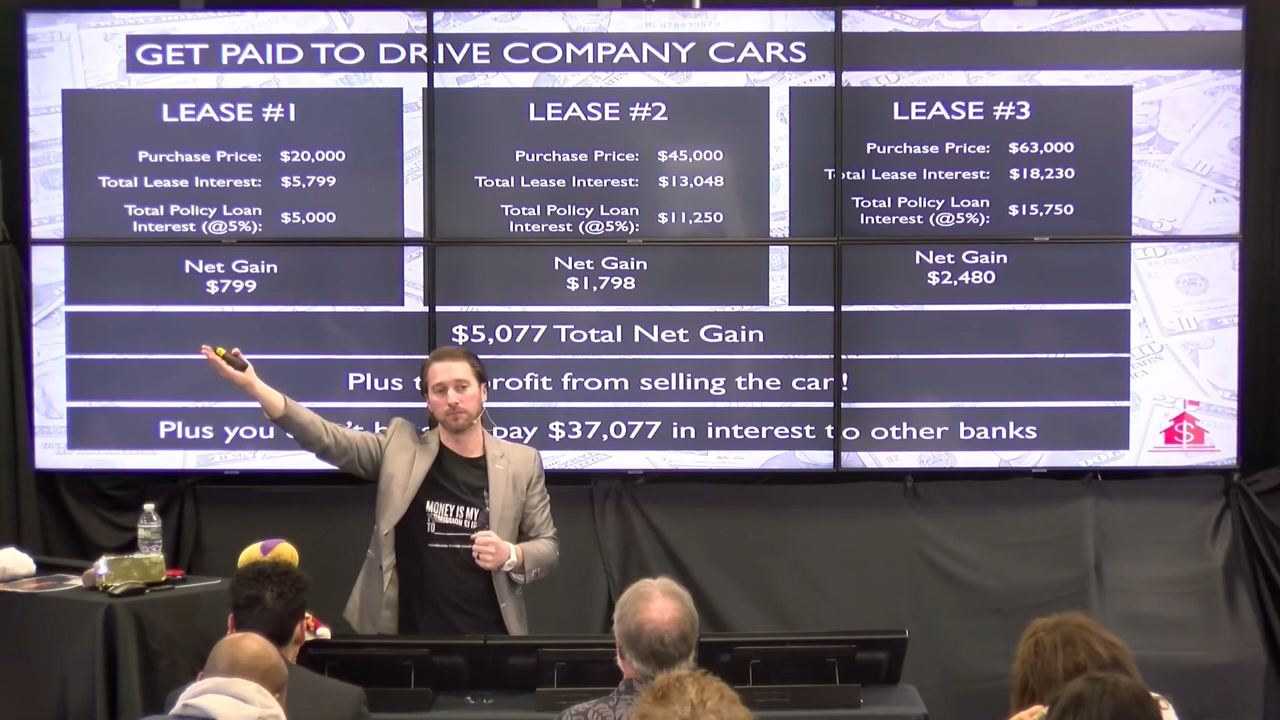 GET PAID TO DRIVE COMPANY CARS
LEASE #1
Purchase Price: $20,000
Total Lease Interest: $5,799
Total Policy Loan
Interest (@5%): $5,000
Net Gain
$799
LEASE #2
Purchase Price: $45,000
Total Lease Interest: $13,048
Total Policy Loan
Interest (@5%): $11,250
Net Gain
$1,798
LEASE #3
Purchase Price: $63,000
Total Lease Interest: $18,230
Total Policy Loan
Interest (@5%): $15,750
Net Gain
$2,480
$5,077 Total Net Gain
Plus profit from selling the car!
Plus you pay $37,077 in interest to other banks
$
MONEY IS MY
TO